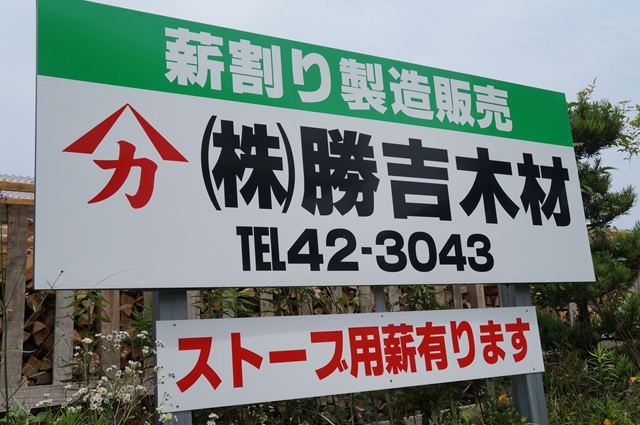 薪割り製造販売
カ
㈱勝吉木材
TEL42-3043
ストーブ用薪有ります